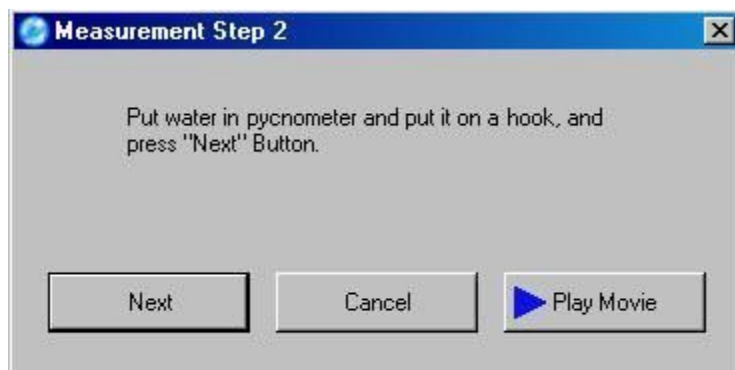 Measurement Step 2
Put water in pycnometer and put it on a hook, and
press "Next" Button.
Next
Cancel
Play Movie